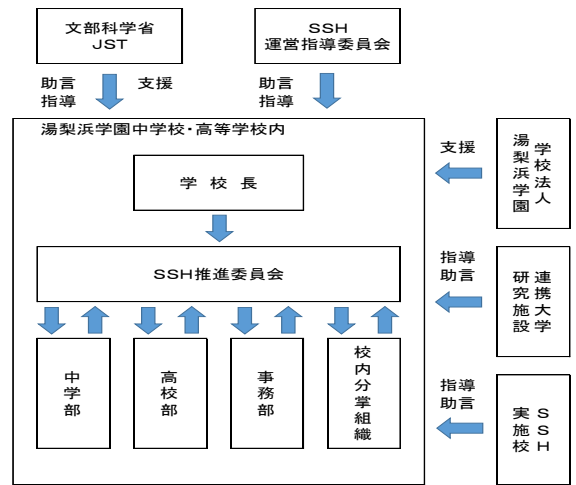 文部科学省
JST
SSH
運営指導委員会
助言
指導
支援
助言
指導
湯梨浜学園中学校・高等学校内
学校長
SSH推進委員会
中学部
高校部
事務部
校内分掌組織
支援
学校法人
湯梨浜学園
指導
助言
連携大学
研究施設
指導
助言
SSH
実施校